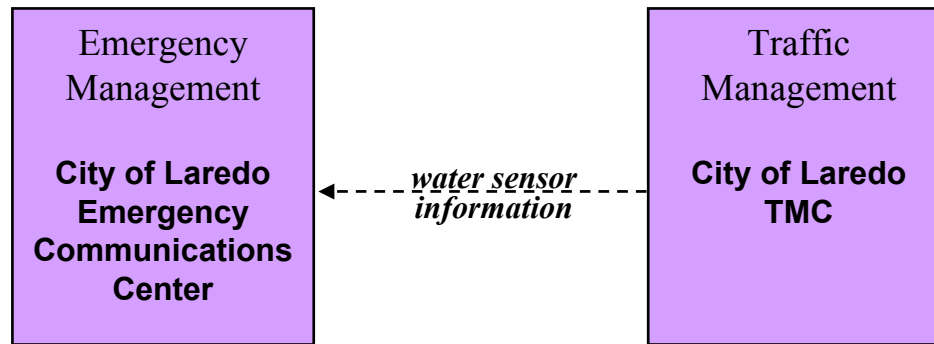 Emergency
Management
City of Laredo
Emergency
Communications
Center
water sensor
information
Traffic
Management
City of Laredo
TMC